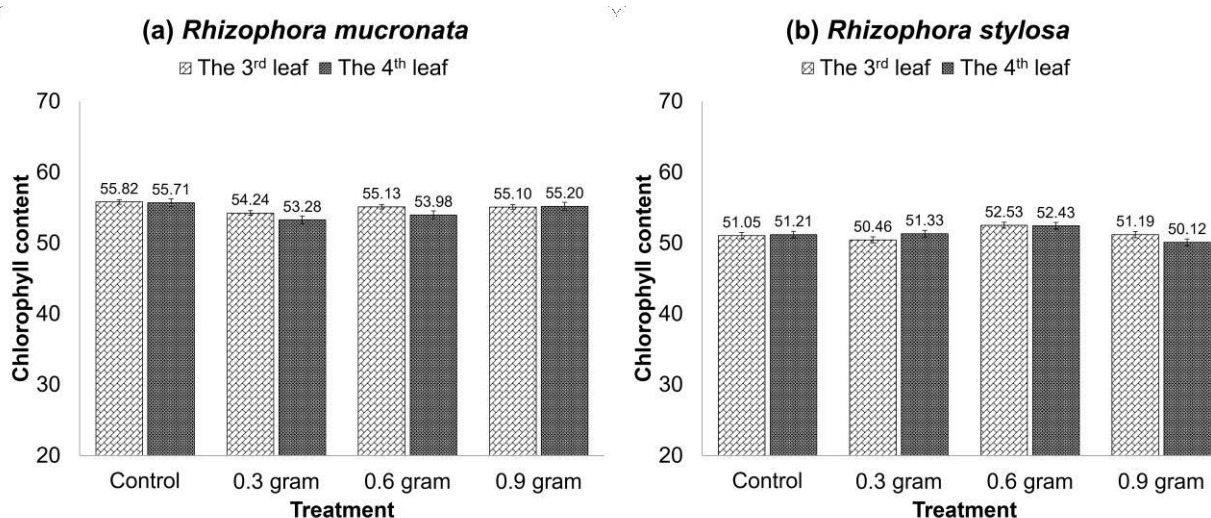 (a) Rhizophora mucronata
The 3rd leaf The 4th leaf
Chlorophyll content
70
60
50
40
30
20
55.82 55.71
54.24 53.28
55.13 53.98
55.10 55.20
Control 0.3 gram 0.6 gram 0.9 gram
Treatment
(b) Rhizophora stylosa
The 3rd leaf The 4th leaf
Chlorophyll content
70
60
50
40
30
20
51.05 51.21
50.46 51.33
52.53 52.43
51.19 50.12
Control 0.3 gram 0.6 gram 0.9 gram
Treatment